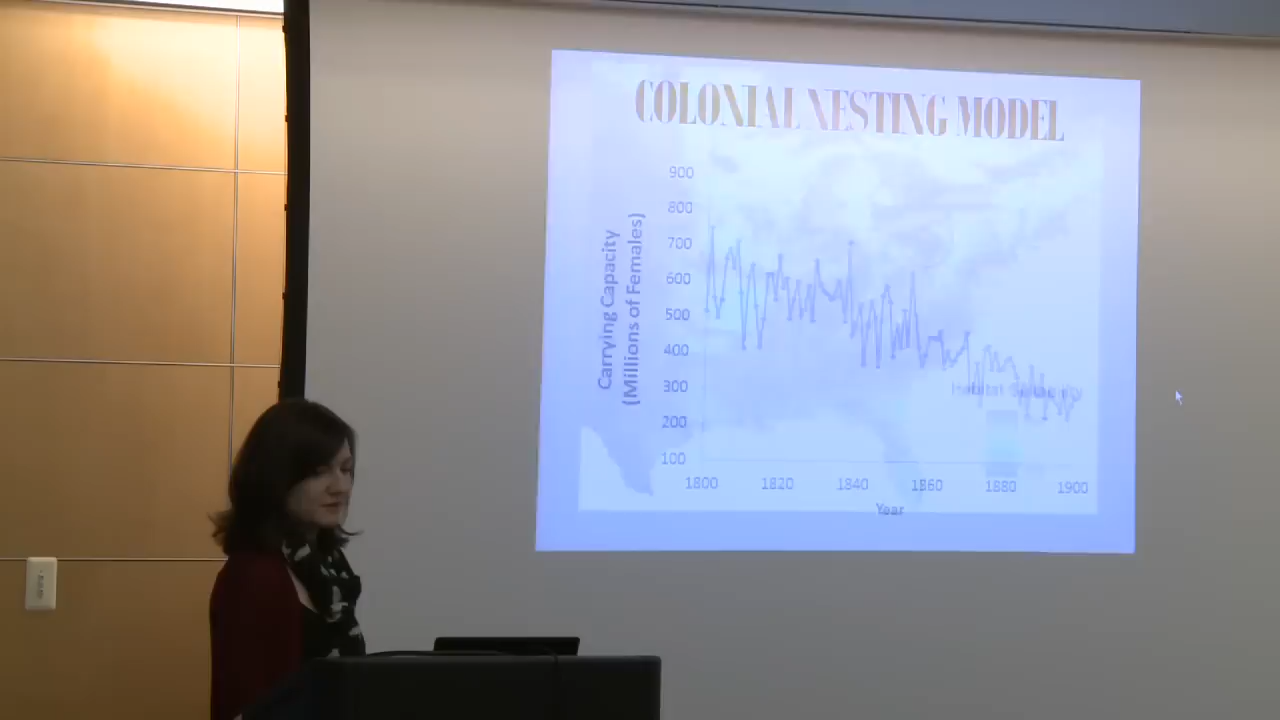 COLONIAL NESTING MODEL
Carrying Capacity
(Millions of Females)
900
800
700
600
500
400
300
200
100
1800 1820 1840 1860 1880 1900
Year
Habitat